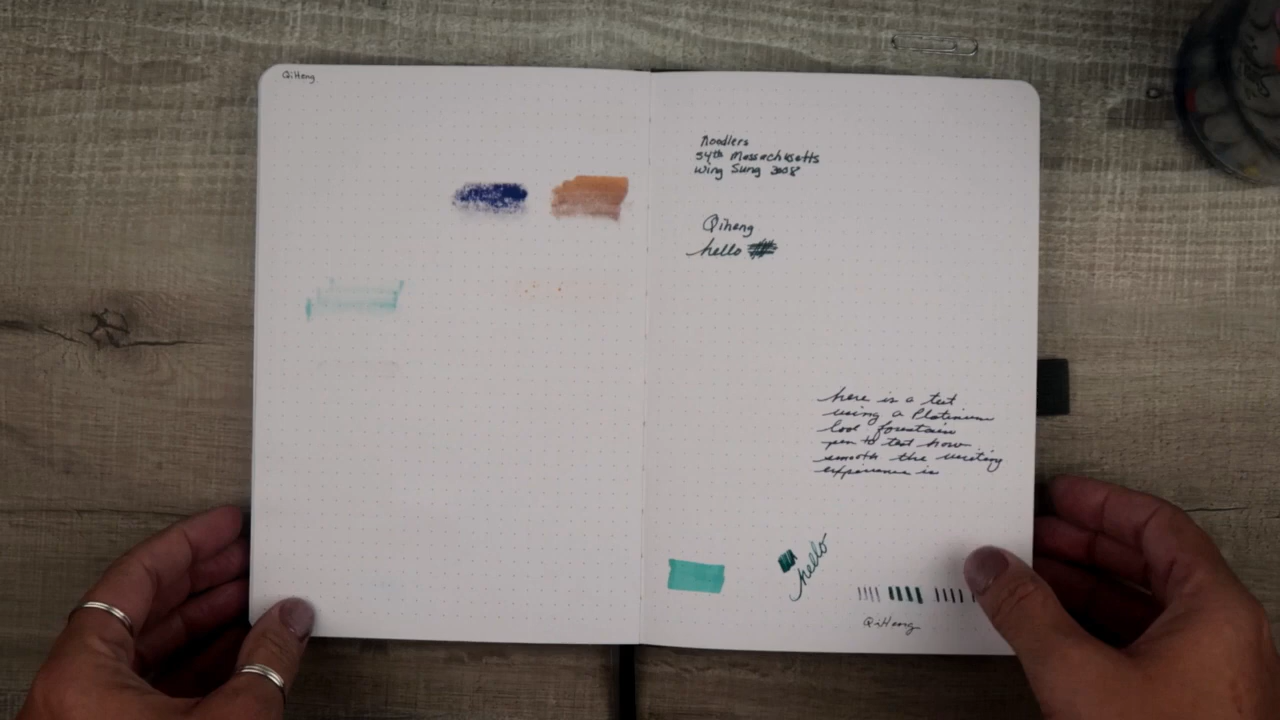 QiHeng
Noodlers
54th Massachusetts
Wing Sung 3008
Qiheng
hello
here is a test
using a Platinum
cool fountain
pen to test how
smooth the writing
experience is
hello
QiHeng